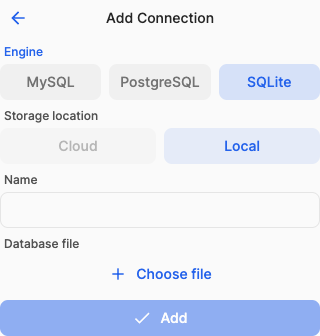 Add Connection
Engine
MySQL PostgreSQL SQLite
Storage location
Cloud Local
Name
Database file
Choose file
Add